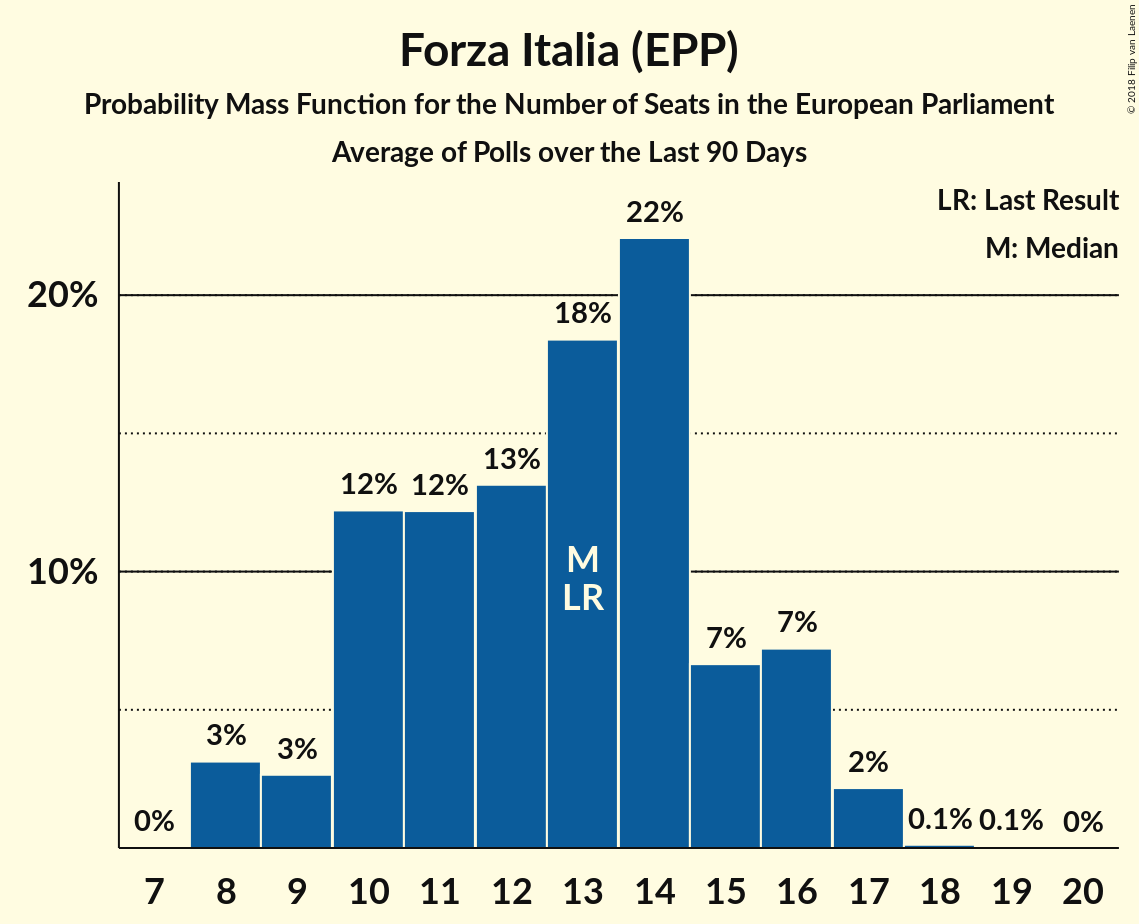 Forza Italia (EPP)
Probability Mass Function for the Number of Seats in the European Parliament
Average of Polls over the Last 90 Days
© 2018 Filip van Laenen
LR: Last Result
M: Median
22%
20%
18%
13%
12% 12%
M
LR
10%
7% 7%
3% 3%
2%
0% 0.1% 0.1% 0%
7 8 9 10 11 12 13 14 15 16 17 18 19 20